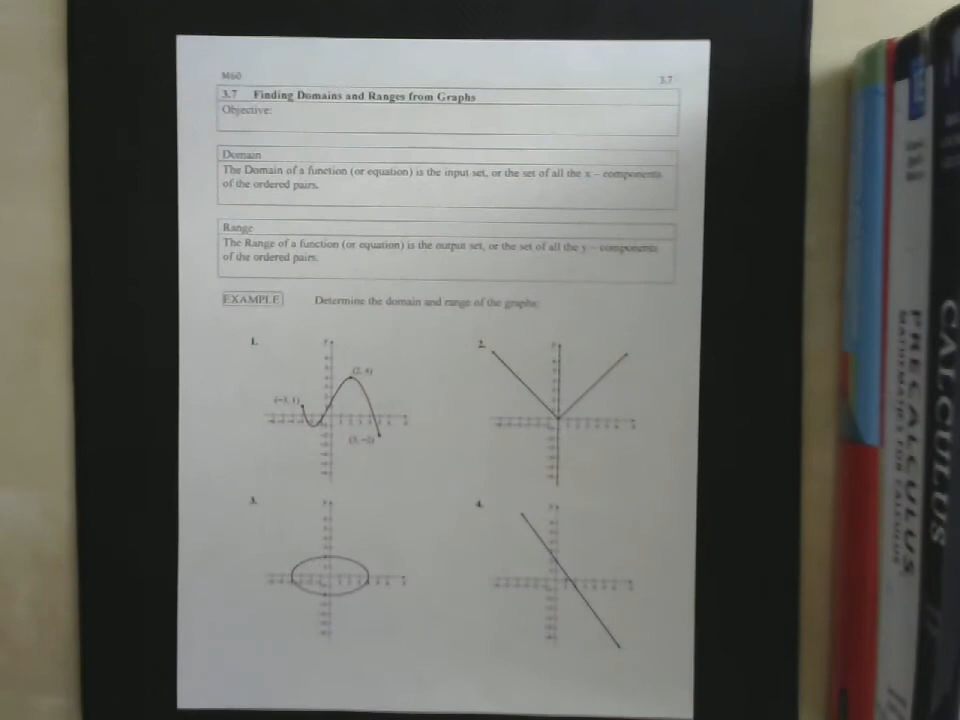 M60
3.7
3.7 Finding Domains and Ranges from Graphs
Objective:
Domain
The Domain of a function (or equation) is the input set, or the set of all the x – components
of the ordered pairs.
Range
The Range of a function (or equation) is the output set, or the set of all the y – components
of the ordered pairs.
EXAMPLE Determine the domain and range of the graphs:
1.
2.
3.
4.
PRECALCULUS
MATHEMATICS FOR CALCULUS
CALCULUS